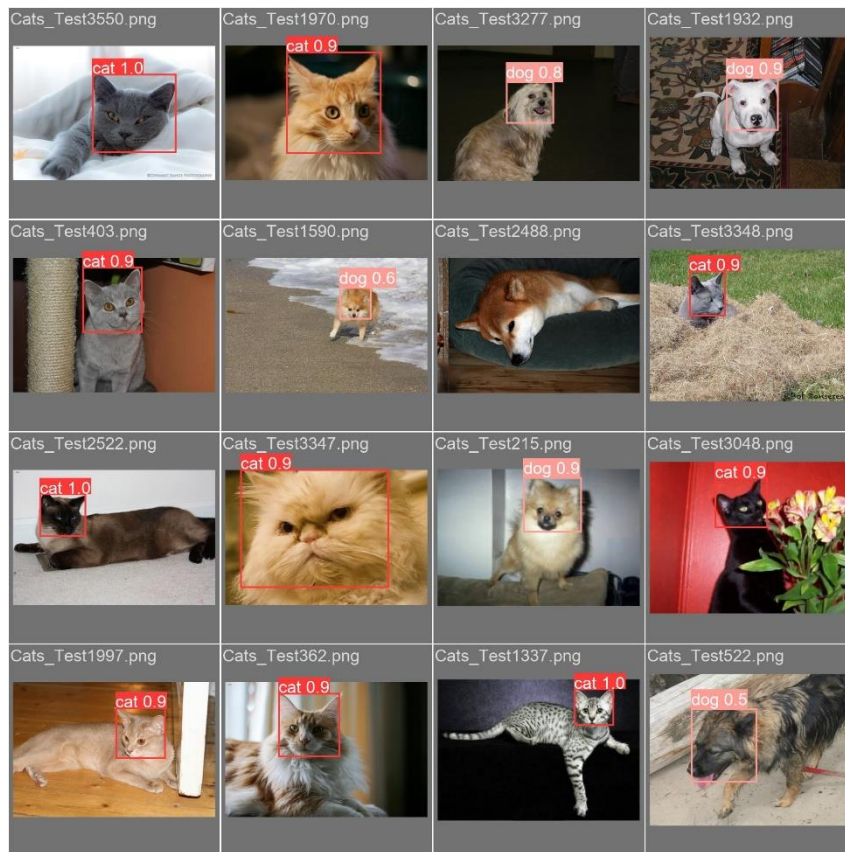 Cats_Test3550.png
Cats_Test1970.png
Cats_Test3277.png
Cats_Test1932.png
cat 1.0
cat 0.9
dog 0.8
dog 0.9
Cats_Test403.png
Cats_Test1590.png
Cats_Test2488.png
Cats_Test3348.png
cat 0.9
dog 0.6
cat 0.9
Cats_Test2522.png
Cats_Test3347.png
Cats_Test215.png
Cats_Test3048.png
cat 1.0
cat 0.9
dog 0.9
cat 0.9
Cats_Test1997.png
Cats_Test362.png
Cats_Test1337.png
Cats_Test522.png
cat 0.9
cat 0.9
cat 1.0
dog 0.5